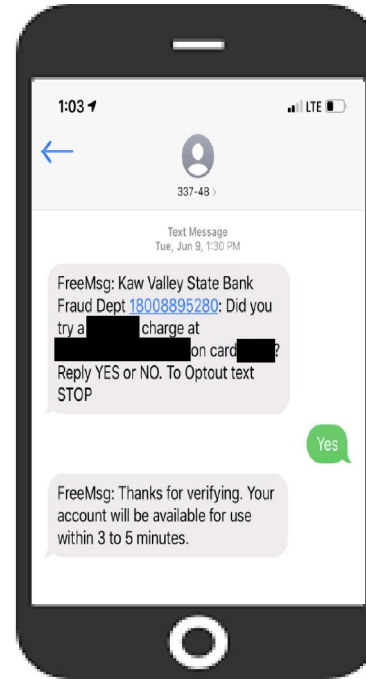 1:03
LTE
337-48 >
Text Message
Tue, Jun 9, 1:30 PM
FreeMsg: Kaw Valley State Bank
Fraud Dept 18008895280: Did you
try a charge at
on card ?
Reply YES or NO. To Optout text
STOP
Yes
FreeMsg: Thanks for verifying. Your
account will be available for use
within 3 to 5 minutes.